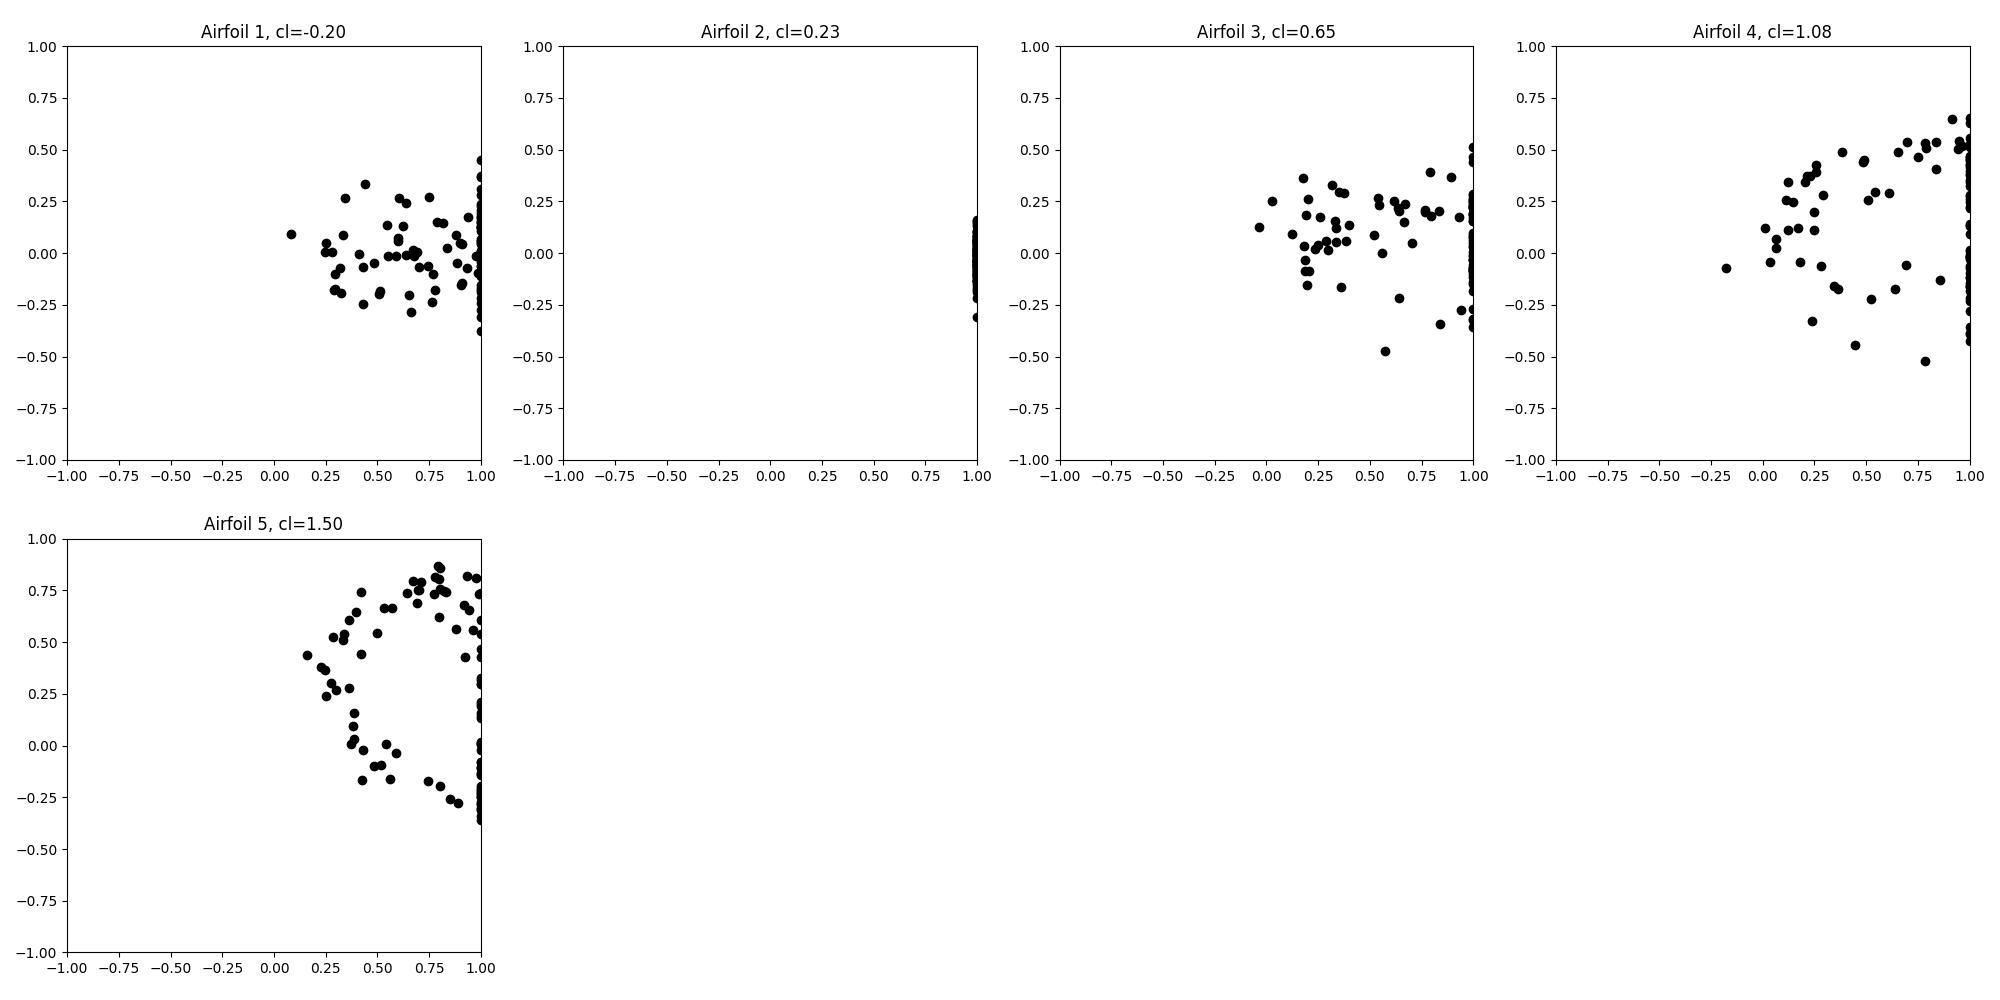 Airfoil 1, cl=-0.20
Airfoil 2, cl=0.23
Airfoil 3, cl=0.65
Airfoil 4, cl=1.08
1.00 1.00 1.00 1.00
0.75 0.75 0.75 0.75
0.50 0.50 0.50 0.50
0.25 0.25 0.25 0.25
0.00 0.00 0.00 0.00
−0.25 −0.25 −0.25 −0.25
−0.50 −0.50 −0.50 −0.50
−0.75 −0.75 −0.75 −0.75
−1.00 −1.00 −1.00 −1.00
−1.00 −0.75 −0.50 −0.25 0.00 0.25 0.50 0.75 1.00
−1.00 −0.75 −0.50 −0.25 0.00 0.25 0.50 0.75 1.00
−1.00 −0.75 −0.50 −0.25 0.00 0.25 0.50 0.75 1.00
−1.00 −0.75 −0.50 −0.25 0.00 0.25 0.50 0.75 1.00
Airfoil 5, cl=1.50
1.00
0.75
0.50
0.25
0.00
−0.25
−0.50
−0.75
−1.00
−1.00 −0.75 −0.50 −0.25 0.00 0.25 0.50 0.75 1.00